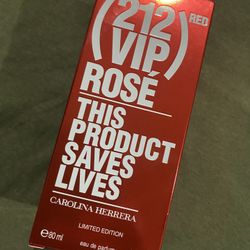 (212
VIP) RED
ROSÉ
THIS
PRODUCT
SAVES
LIVES
CAROLINA HERRERA
LIMITED EDITION
℮80 ml
eau de parfum